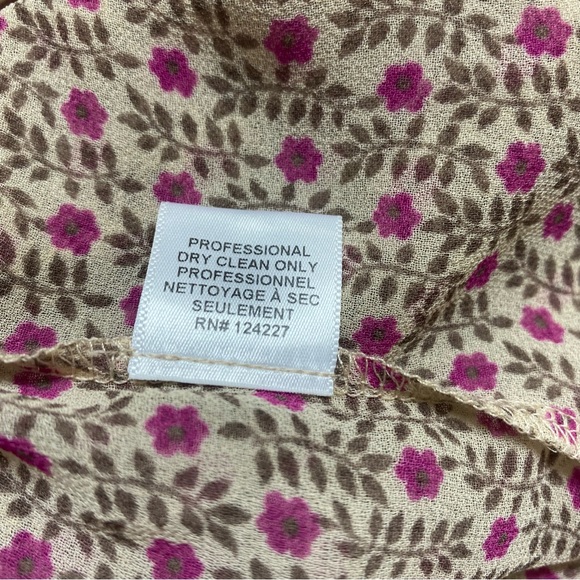 PROFESSIONAL
DRY CLEAN ONLY
PROFESSIONNEL
NETTOYAGE À SEC
SEULEMENT
RN# 124227